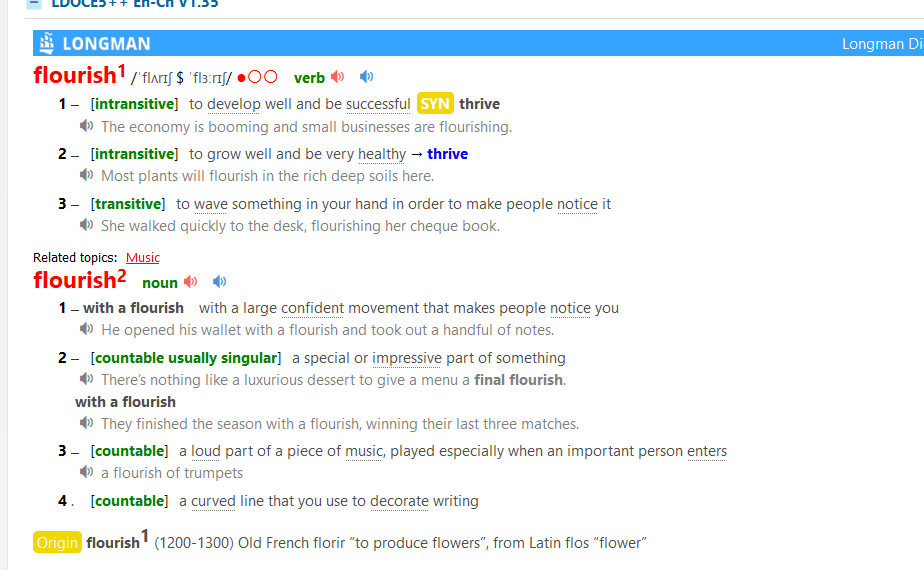 LDOCE5++ En-Cn V1.35
LONGMAN Longman Di
flourish1 /ˈflʌrɪʃ $ ˈflɜːrɪʃ/ ●○○ verb
1 – [intransitive] to develop well and be successful SYN thrive
The economy is booming and small businesses are flourishing.
2 – [intransitive] to grow well and be very healthy → thrive
Most plants will flourish in the rich deep soils here.
3 – [transitive] to wave something in your hand in order to make people notice it
She walked quickly to the desk, flourishing her cheque book.
Related topics: Music
flourish2 noun
1 – with a flourish with a large confident movement that makes people notice you
He opened his wallet with a flourish and took out a handful of notes.
2 – [countable usually singular] a special or impressive part of something
There’s nothing like a luxurious dessert to give a menu a final flourish.
with a flourish
They finished the season with a flourish, winning their last three matches.
3 – [countable] a loud part of a piece of music, played especially when an important person enters
a flourish of trumpets
4 . [countable] a curved line that you use to decorate writing
Origin flourish1 (1200-1300) Old French florir “to produce flowers”, from Latin flos “flower”